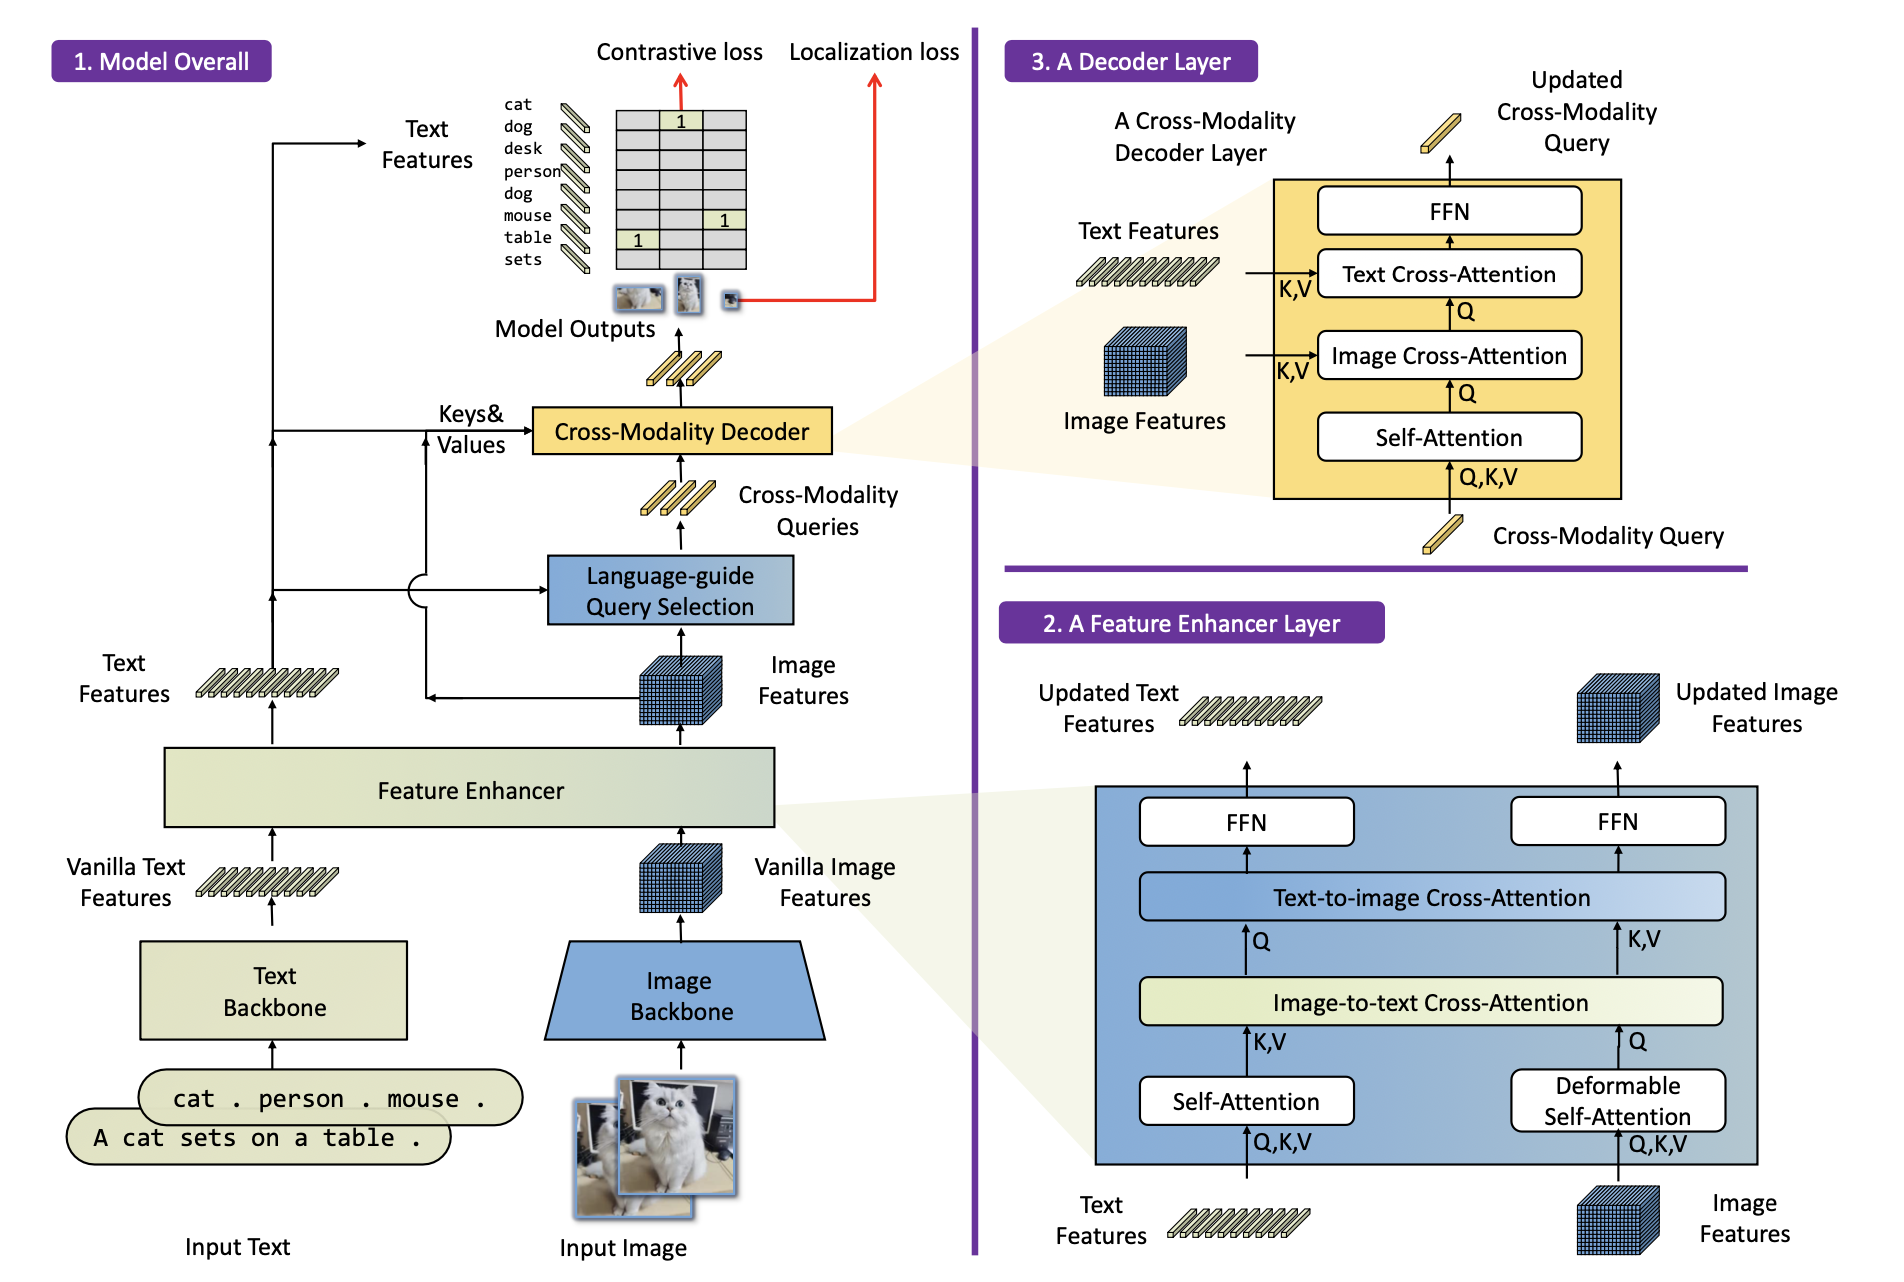 1. Model Overall
Contrastive loss
Localization loss
Text
Features
cat
dog
desk
person
dog
mouse
table
sets
1
1
1
Model Outputs
Keys&
Values
Cross-Modality Decoder
Cross-Modality
Queries
Language-guide
Query Selection
Text
Features
Image
Features
Feature Enhancer
Vanilla Text
Features
Vanilla Image
Features
Text
Backbone
Image
Backbone
cat . person . mouse .
A cat sets on a table .
Input Text
Input Image
3. A Decoder Layer
A Cross-Modality
Decoder Layer
Updated
Cross-Modality
Query
FFN
Text Features
Text Cross-Attention
K,V
Q
Image Cross-Attention
K,V
Image Features
Q
Self-Attention
Q,K,V
Cross-Modality Query
2. A Feature Enhancer Layer
Updated Text
Features
Updated Image
Features
FFN
FFN
Text-to-image Cross-Attention
Q
K,V
Image-to-text Cross-Attention
K,V
Q
Self-Attention
Deformable
Self-Attention
Q,K,V
Q,K,V
Text
Features
Image
Features